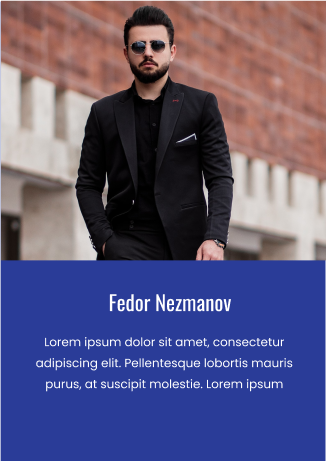 Fedor Nezmanov
Lorem ipsum dolor sit amet, consectetur
adipiscing elit. Pellentesque lobortis mauris
purus, at suscipit molestie. Lorem ipsum